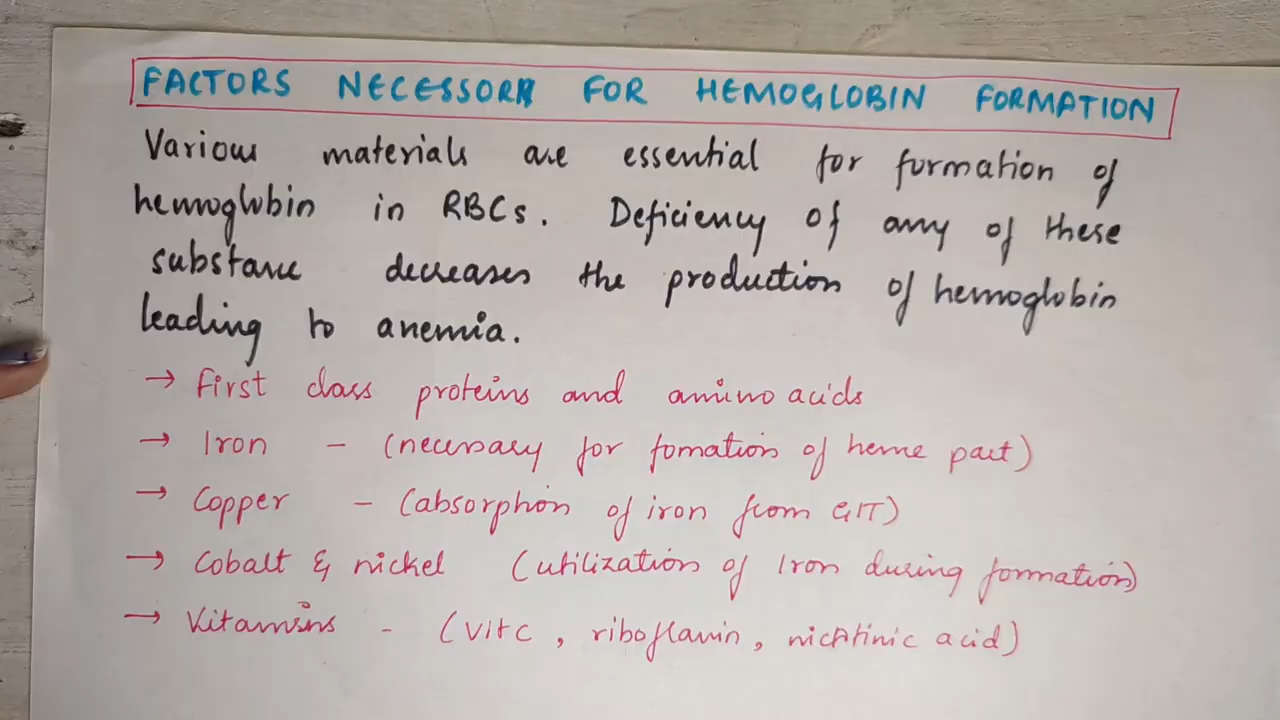 FACTORS NECESSORY FOR HEMOGLOBIN FORMATION
Various materials are essential for formation of
hemoglobin in RBCs. Deficiency of any of these
substance decreases the production of hemoglobin
leading to anemia.
→ First class proteins and amino acids
→ Iron - (necessary for fomation of heme part)
→ Copper - (absorption of iron from GIT)
→ Cobalt & nickel (utilization of Iron during formation)
→ Vitamins - (Vit C, riboflavin, nicotinic acid)